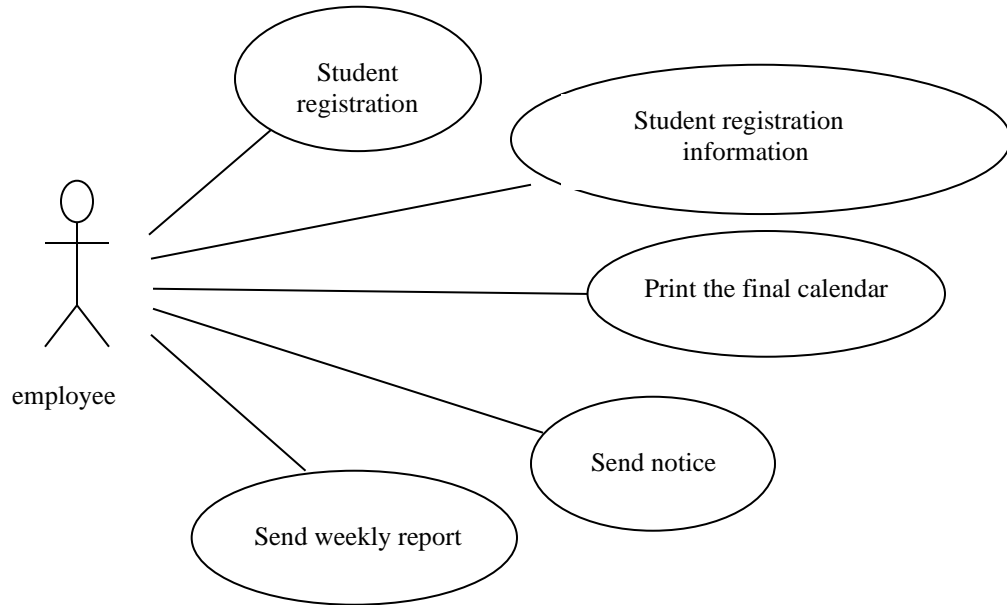 Student
registration
Student registration
information
Print the final calendar
employee
Send notice
Send weekly report